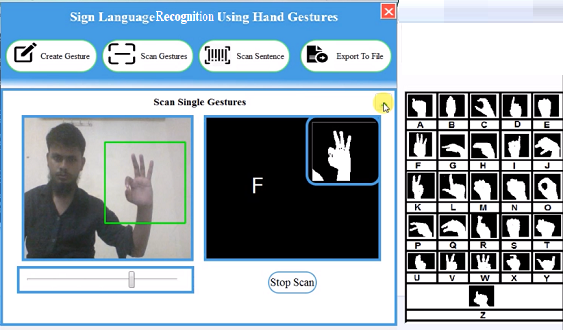 Sign LanguageRecognition Using Hand Gestures
Create Gesture
Scan Gestures
Scan Sentence
Export To File
Scan Single Gestures
F
Stop Scan
A B C D E
F G H I J
K L M N O
P Q R S T
U V W X Y
Z